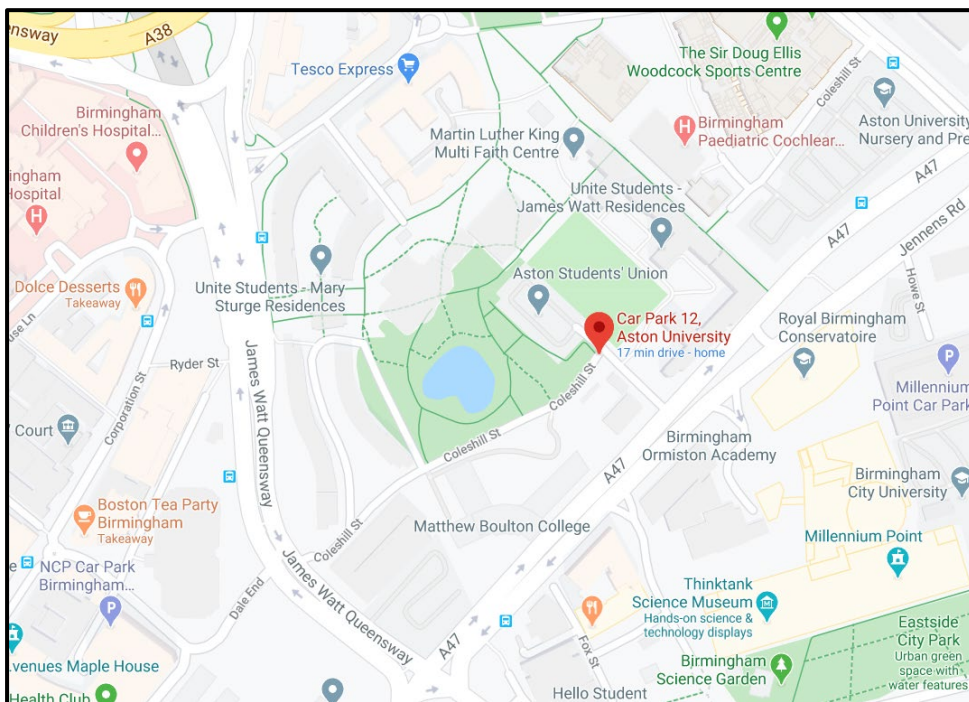 nsway
A38
The Sir Doug Ellis
Woodcock Sports Centre
Coleshill St
Tesco Express
Birmingham
Children's Hospital...
Martin Luther King
Multi Faith Centre
Birmingham
Paediatric Cochlear...
Aston University
Nursery and Pre
ingham
Hospital
Unite Students -
James Watt Residences
A47
A47
Jennens Rd
Dolce Desserts
Takeaway
Unite Students - Mary
Sturge Residences
Aston Students' Union
Howe St
Car Park 12,
Aston University
17 min drive - home
Royal Birmingham
Conservatoire
use Ln
Ryder St
James Watt Queensway
Corporation St
Millennium
Point Car Park
Coleshill St
Court
Coleshill St
Birmingham
Ormiston Academy
A47
Birmingham
City University
Boston Tea Party
Birmingham
Takeaway
Matthew Boulton College
Coleshill St
Millennium Point
NCP Car Park
Birmingham...
James Watt Queensway
Dale End
Thinktank
Science Museum
Hands-on science &
technology displays
Eastside
City Park
Urban green
space with
water features
A47
Fox St
Birmingham
Science Garden
venues Maple House
Health Club
Hello Student